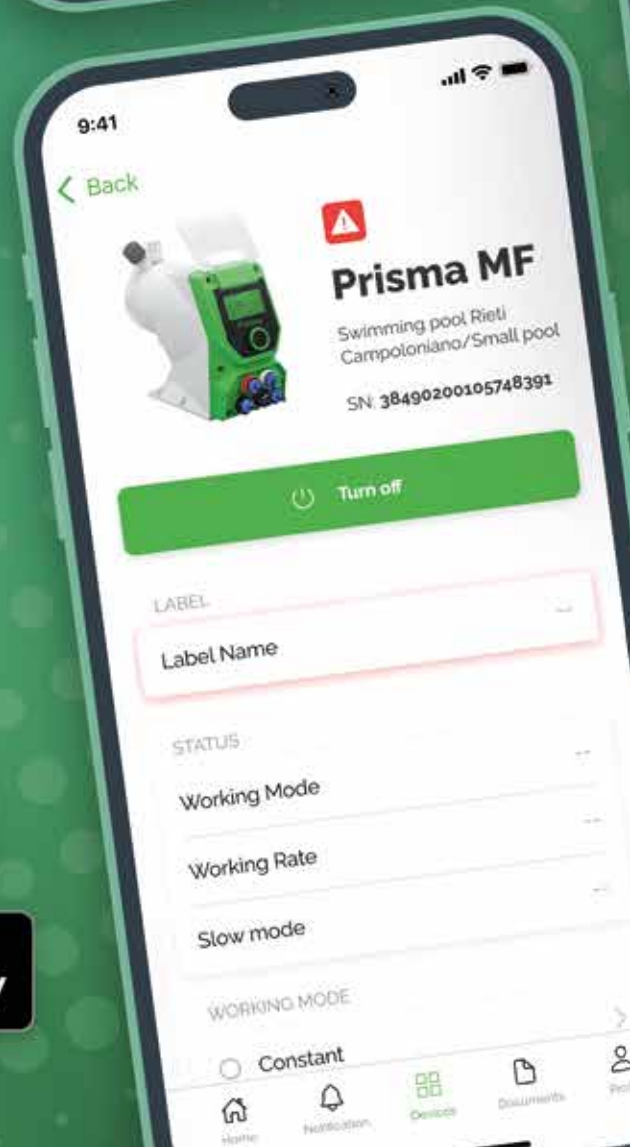 9:41
Back
Prisma MF
Swimming pool Rieti
Campoloniano/Small pool
SN: 38490200105748391
Turn off
LABEL
Label Name
--
STATUS
Working Mode
--
Working Rate
--
Slow mode
--
WORKING MODE
Constant
Home
Notification
Devices
Documents